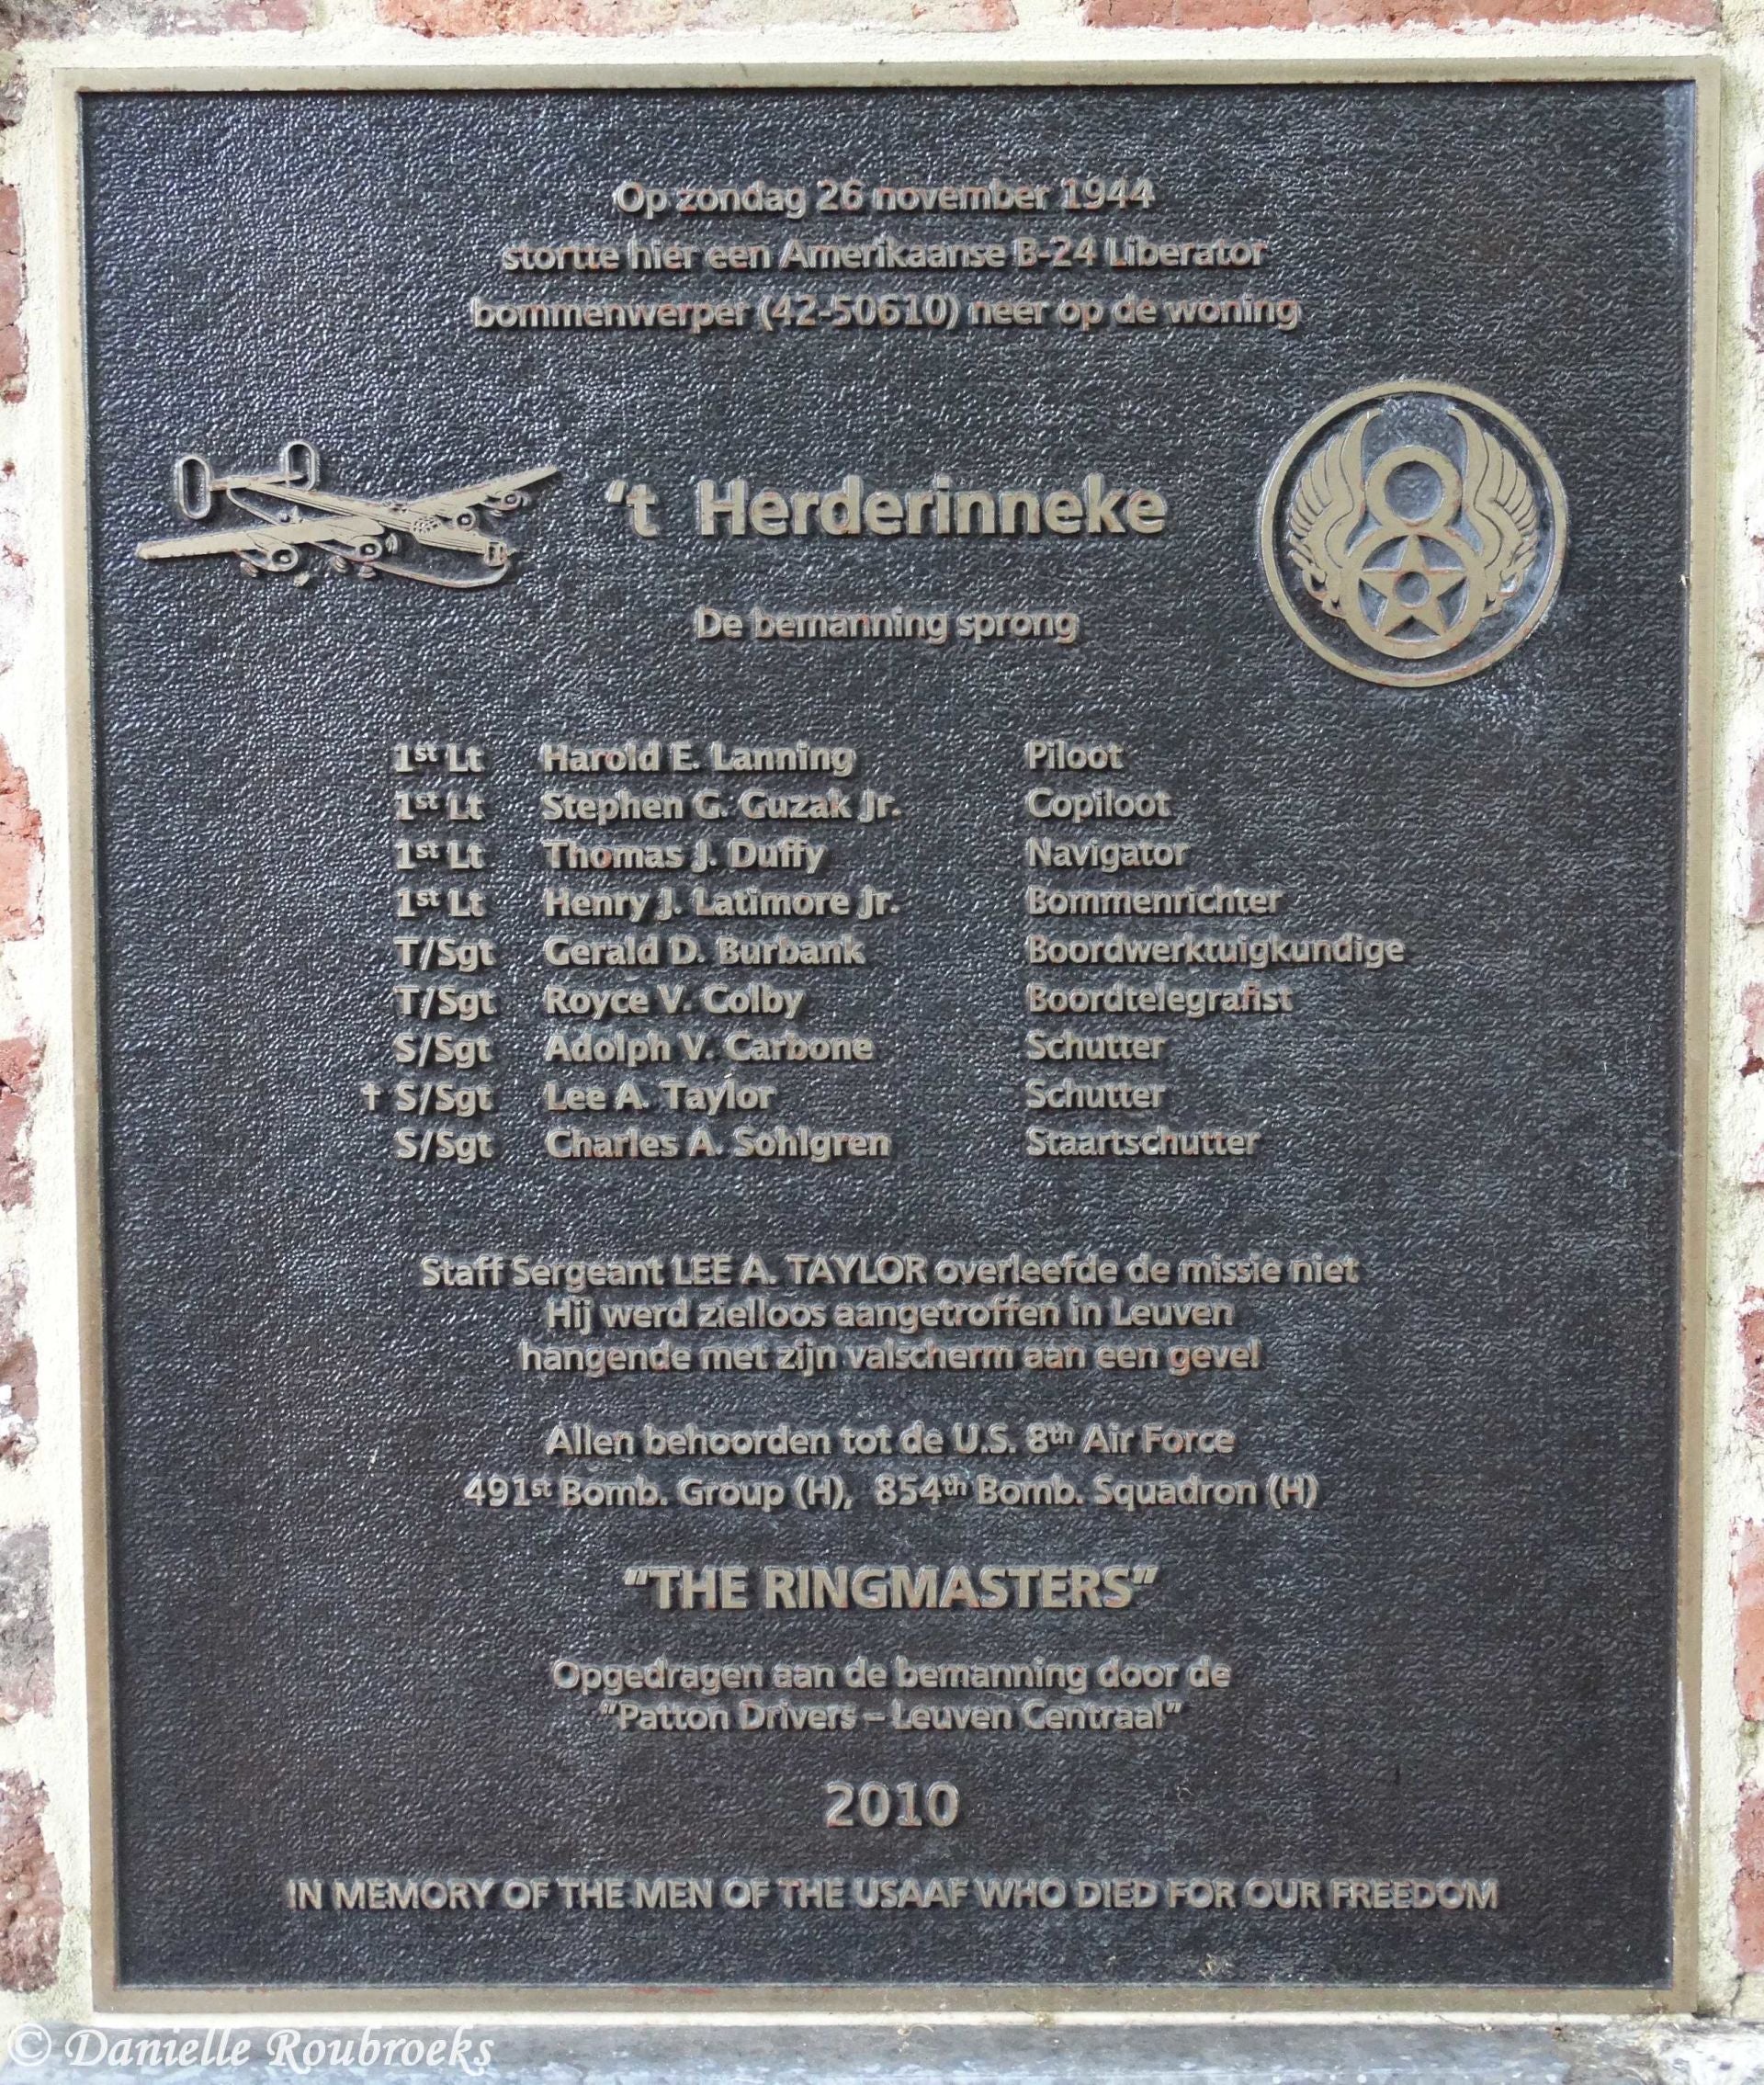 Op zondag 26 november 1944
stortte hier een Amerikaanse B-24 Liberator
bommenwerper (42-50610) neer op de woning
‘t Herderinneke
8
De bemanning sprong
1st Lt Harold E. Lanning Piloot
1st Lt Stephen G. Guzak Jr. Copiloot
1st Lt Thomas J. Duffy Navigator
1st Lt Henry J. Latimore Jr. Bommenrichter
T/Sgt Gerald D. Burbank Boordwerktuigkundige
T/Sgt Royce V. Colby Boordtelegrafist
S/Sgt Adolph V. Carbone Schutter
† S/Sgt Lee A. Taylor Schutter
S/Sgt Charles A. Sohlgren Staartschutter
Staff Sergeant LEE A. TAYLOR overleefde de missie niet
Hij werd zielloos aangetroffen in Leuven
hangende met zijn valscherm aan een gevel
Allen behoorden tot de U.S. 8th Air Force
491st Bomb. Group (H), 854th Bomb. Squadron (H)
“THE RINGMASTERS”
Opgedragen aan de bemanning door de
“Patton Drivers – Leuven Centraal”
2010
IN MEMORY OF THE MEN OF THE USAAF WHO DIED FOR OUR FREEDOM
© Danielle Roubroeks